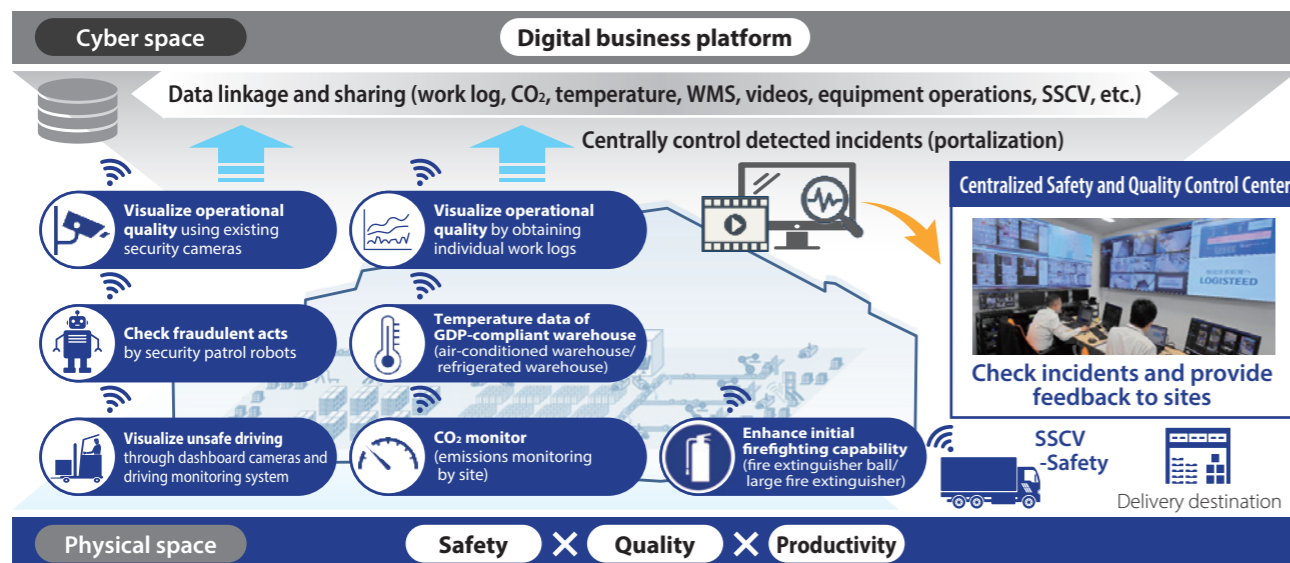 Cyber space
Digital business platform
Data linkage and sharing (work log, CO₂, temperature, WMS, videos, equipment operations, SSCV, etc.)
Centrally control detected incidents (portalization)
Visualize operational
quality using existing
security cameras
Visualize operational
quality by obtaining
individual work logs
Check fraudulent acts
by security patrol robots
Temperature data of
GDP-compliant warehouse
(air-conditioned warehouse/
refrigerated warehouse)
Visualize unsafe driving
through dashboard cameras and
driving monitoring system
CO₂ monitor
(emissions monitoring
by site)
Enhance initial
firefighting capability
(fire extinguisher ball/
large fire extinguisher)
Centralized Safety and Quality Control Center
LOGISTEED
Check incidents and provide
feedback to sites
SSCV
-Safety
Delivery destination
Physical space
Safety × Quality × Productivity